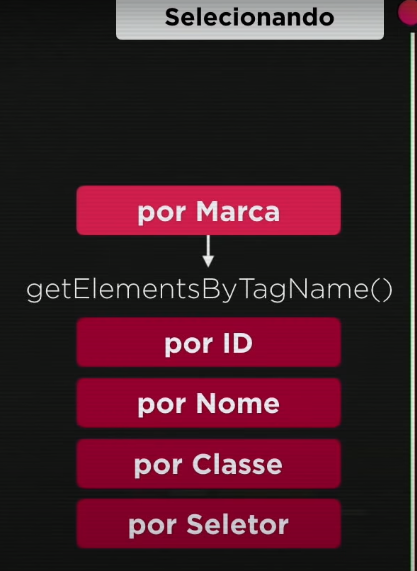 Selecionando
por Marca
getElementsByTagName()
por ID
por Nome
por Classe
por Seletor